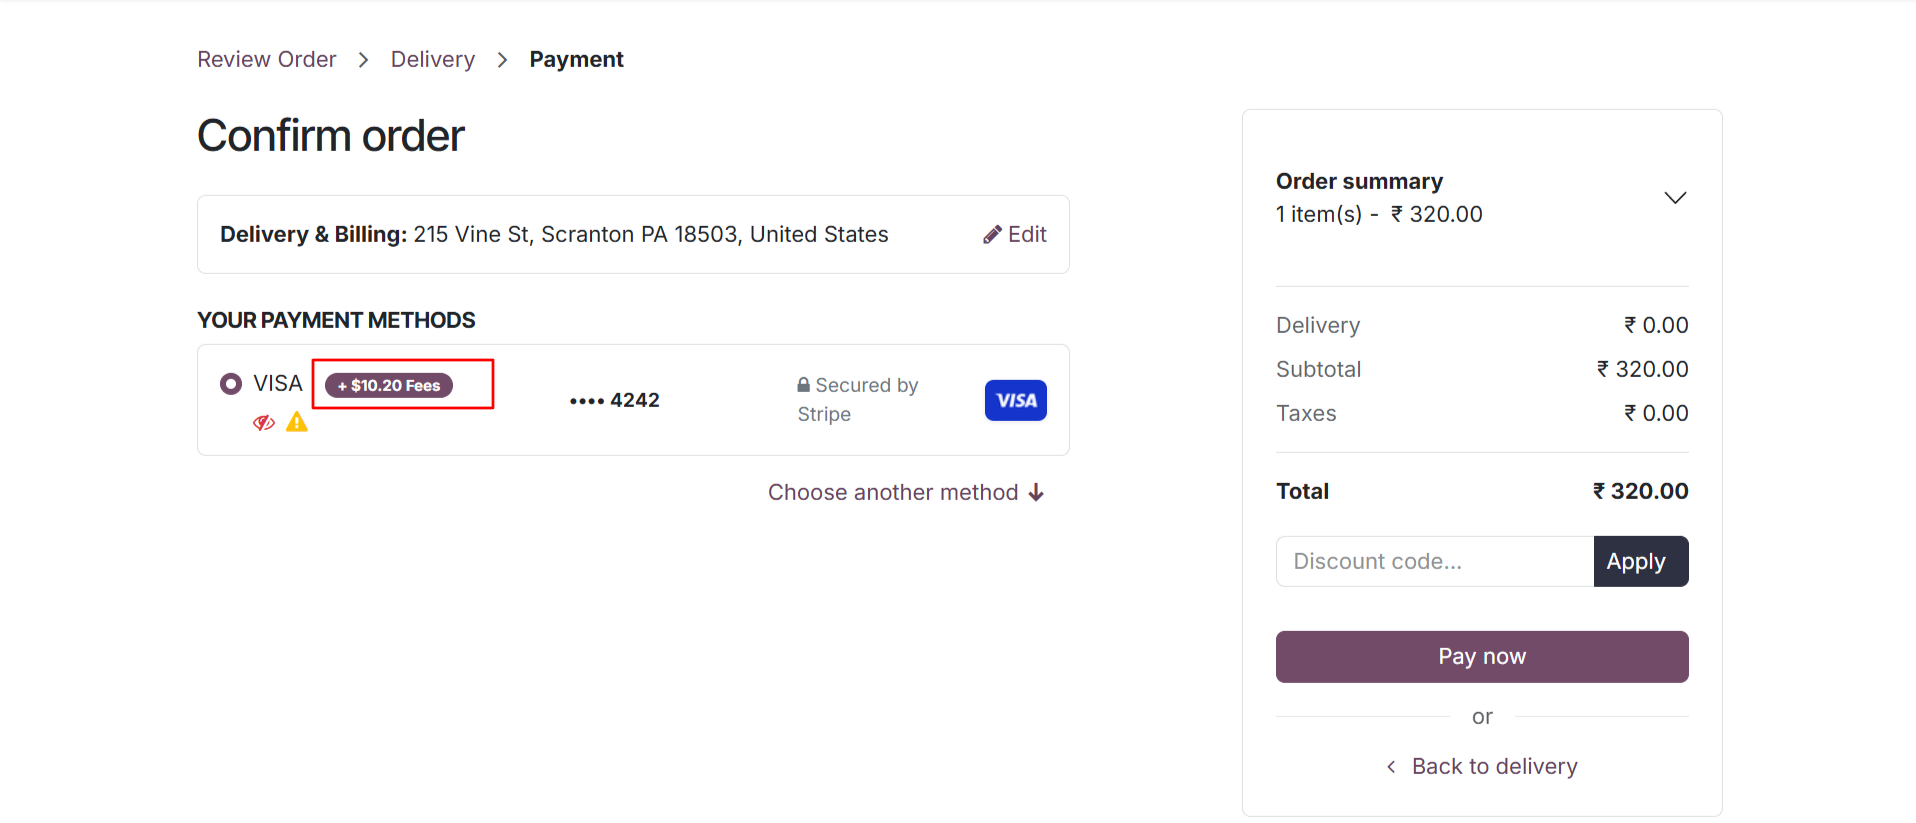 Review Order > Delivery > Payment
Confirm order
Delivery & Billing: 215 Vine St, Scranton PA 18503, United States
Edit
YOUR PAYMENT METHODS
VISA
+ $10.20 Fees
•••• 4242
Secured by
Stripe
VISA
Choose another method
Order summary
1 item(s) - ₹ 320.00
Delivery ₹ 0.00
Subtotal ₹ 320.00
Taxes ₹ 0.00
Total ₹ 320.00
Discount code...
Apply
Pay now
or
Back to delivery